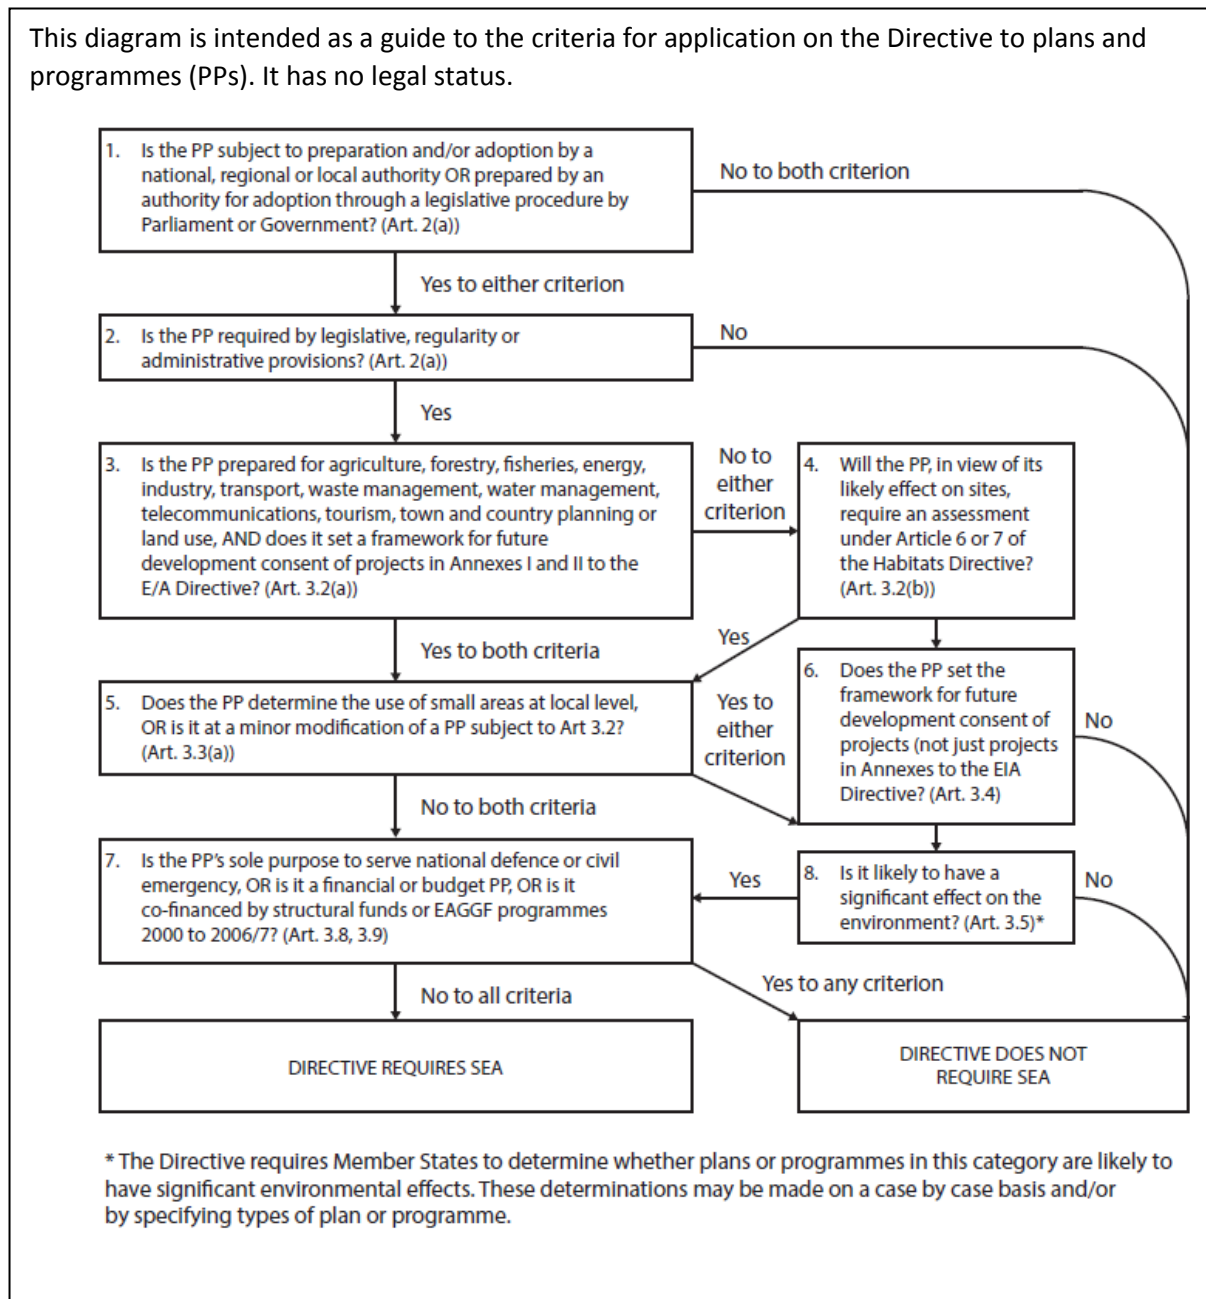 This diagram is intended as a guide to the criteria for application on the Directive to plans and
programmes (PPs). It has no legal status.
1. Is the PP subject to preparation and/or adoption by a
national, regional or local authority OR prepared by an
authority for adoption through a legislative procedure by
Parliament or Government? (Art. 2(a))
No to both criterion
Yes to either criterion
2. Is the PP required by legislative, regularity or
administrative provisions? (Art. 2(a))
No
Yes
3. Is the PP prepared for agriculture, forestry, fisheries, energy,
industry, transport, waste management, water management,
telecommunications, tourism, town and country planning or
land use, AND does it set a framework for future
development consent of projects in Annexes I and II to the
E/A Directive? (Art. 3.2(a))
No to
either
criterion
4. Will the PP, in view of its
likely effect on sites,
require an assessment
under Article 6 or 7 of
the Habitats Directive?
(Art. 3.2(b))
Yes to both criteria
Yes
5. Does the PP determine the use of small areas at local level,
OR is it at a minor modification of a PP subject to Art 3.2?
(Art. 3.3(a))
Yes to
either
criterion
6. Does the PP set the
framework for future
development consent of
projects (not just projects
in Annexes to the EIA
Directive? (Art. 3.4)
No
No to both criteria
7. Is the PP's sole purpose to serve national defence or civil
emergency, OR is it a financial or budget PP, OR is it
co-financed by structural funds or EAGGF programmes
2000 to 2006/7? (Art. 3.8, 3.9)
Yes
8. Is it likely to have a
significant effect on the
environment? (Art. 3.5)*
No
No to all criteria
Yes to any criterion
DIRECTIVE REQUIRES SEA
DIRECTIVE DOES NOT
REQUIRE SEA
* The Directive requires Member States to determine whether plans or programmes in this category are likely to
have significant environmental effects. These determinations may be made on a case by case basis and/or
by specifying types of plan or programme.